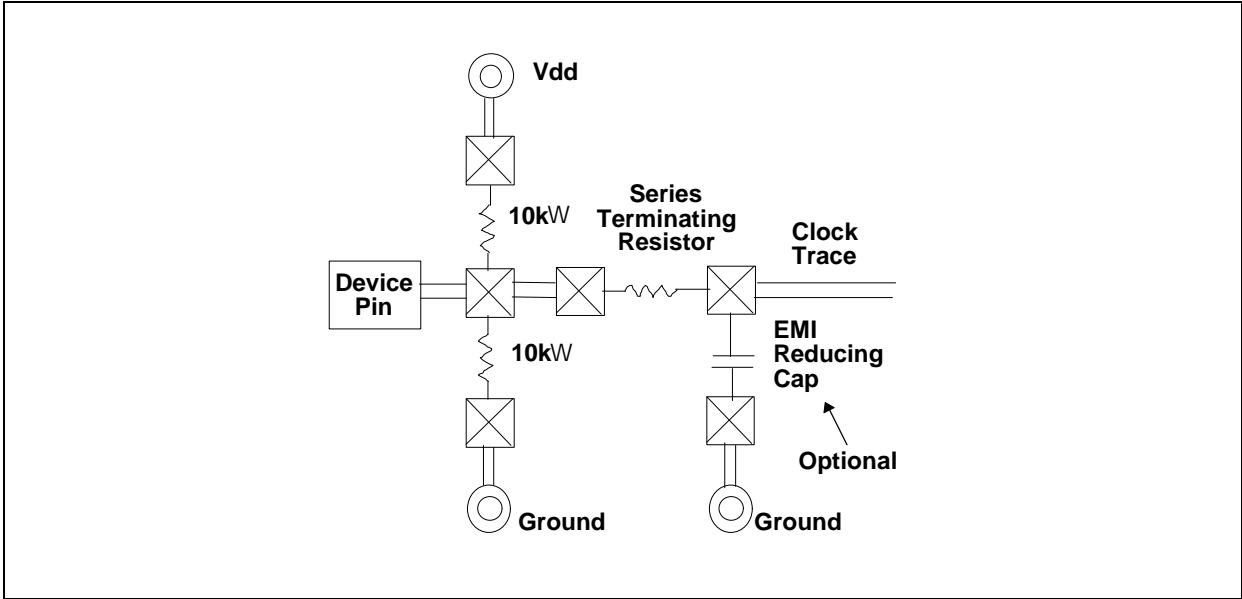 Vdd
10kW
Series
Terminating
Resistor
Clock
Trace
Device
Pin
10kW
EMI
Reducing
Cap
Optional
Ground
Ground